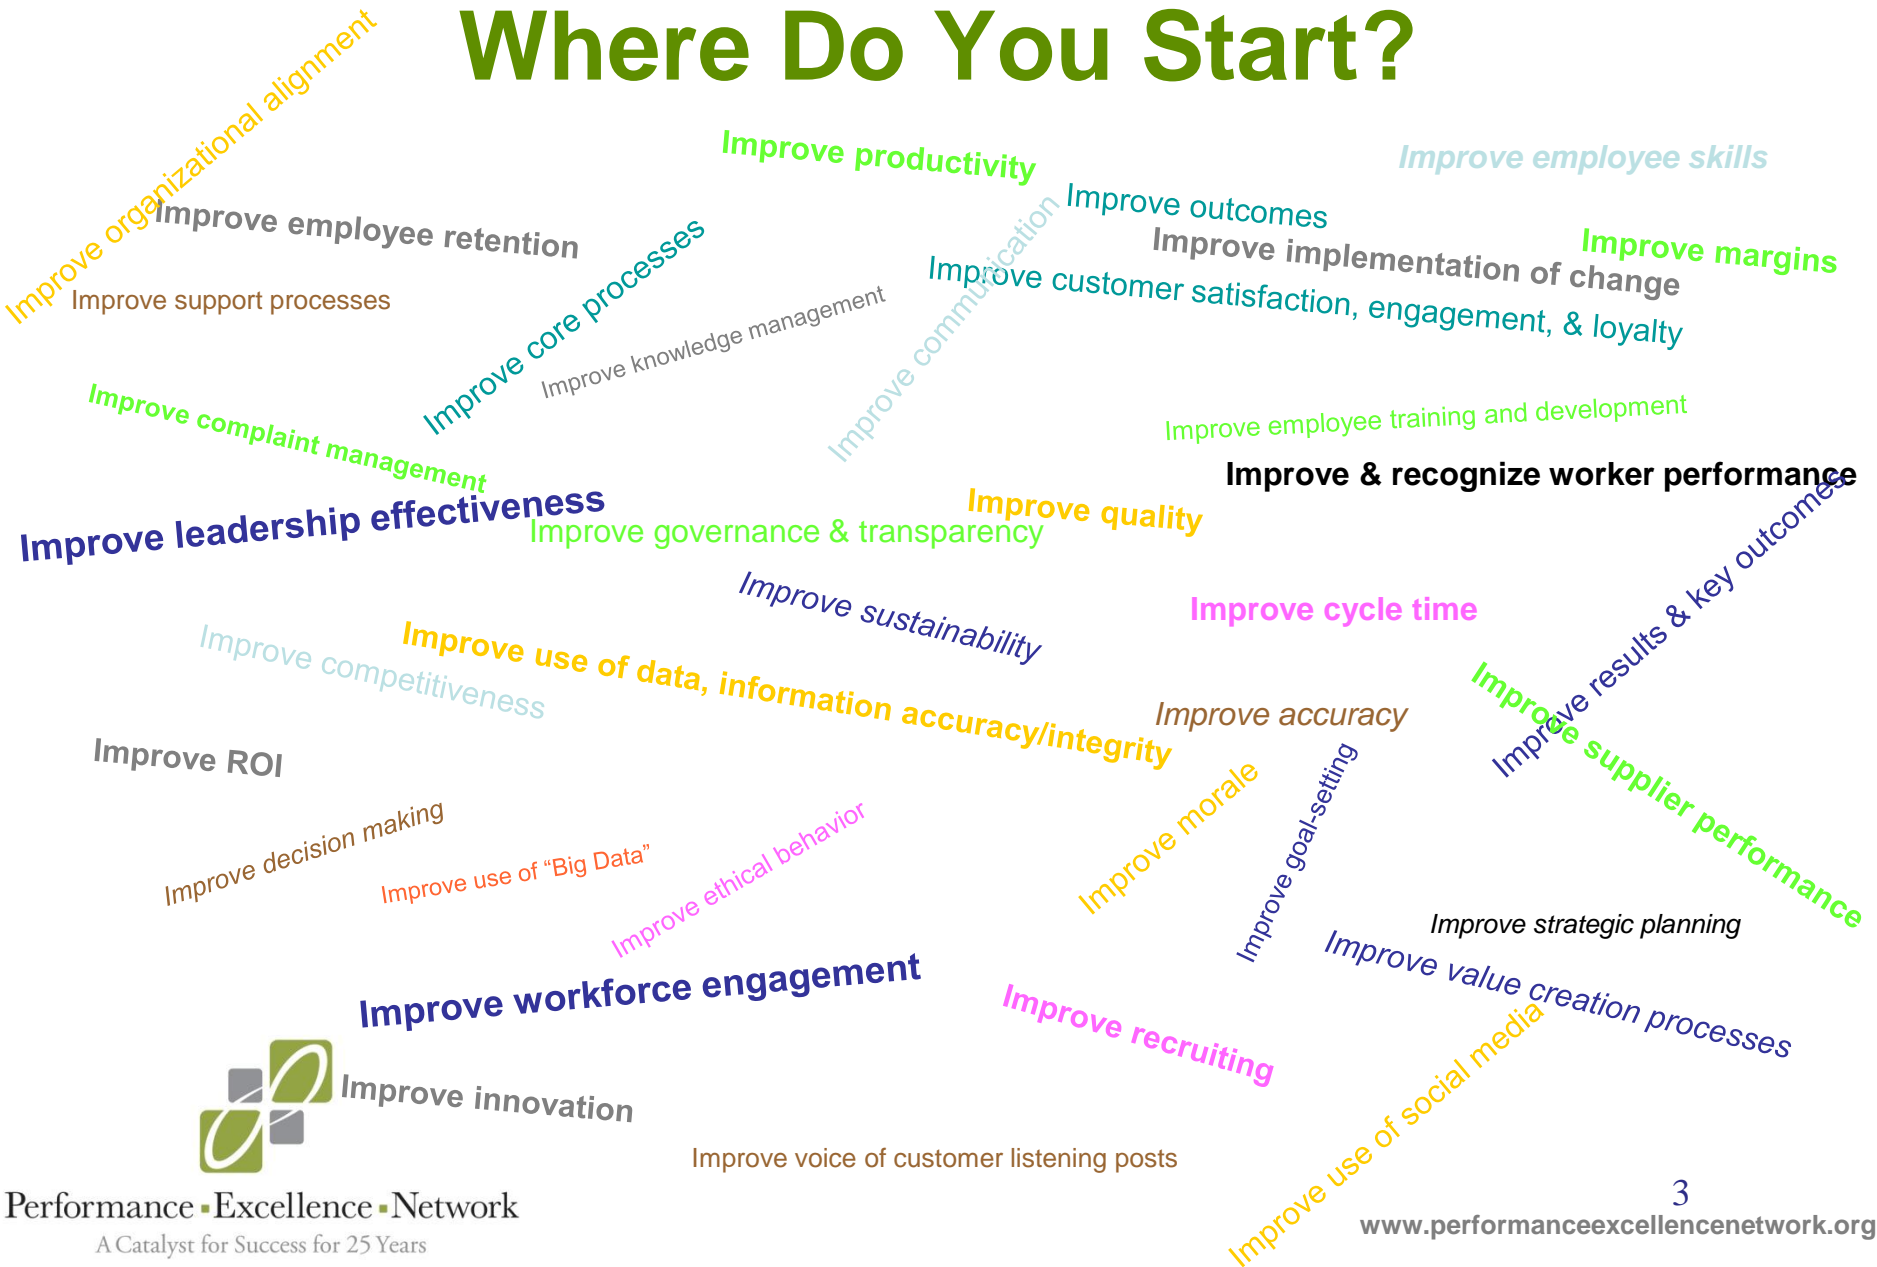 Where Do You Start?
Improve organizational alignment
Improve productivity
Improve employee skills
Improve outcomes
Improve employee retention
Improve implementation of change
Improve margins
Improve customer satisfaction, engagement, & loyalty
Improve support processes
Improve core processes
Improve knowledge management
Improve communication
Improve complaint management
Improve employee training and development
Improve & recognize worker performance
Improve leadership effectiveness
Improve governance & transparency
Improve quality
Improve sustainability
Improve cycle time
Improve results & key outcomes
Improve competitiveness
Improve use of data, information accuracy/integrity
Improve accuracy
Improve supplier performance
Improve ROI
Improve decision making
Improve use of “Big Data”
Improve ethical behavior
Improve morale
Improve goal-setting
Improve strategic planning
Improve value creation processes
Improve workforce engagement
Improve recruiting
Improve innovation
Improve use of social media
Improve voice of customer listening posts
Performance▪Excellence▪Network
A Catalyst for Success for 25 Years
3
www.performanceexcellencenetwork.org